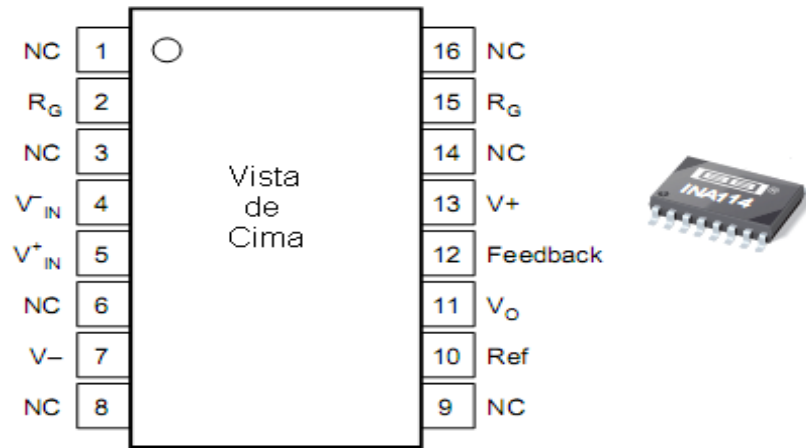 NC 1 16 NC
R_G 2 15 R_G
NC 3 14 NC
V⁻_IN 4 13 V+
V⁺_IN 5 12 Feedback
NC 6 11 V_O
V– 7 10 Ref
NC 8 9 NC
Vista
de
Cima
INA114